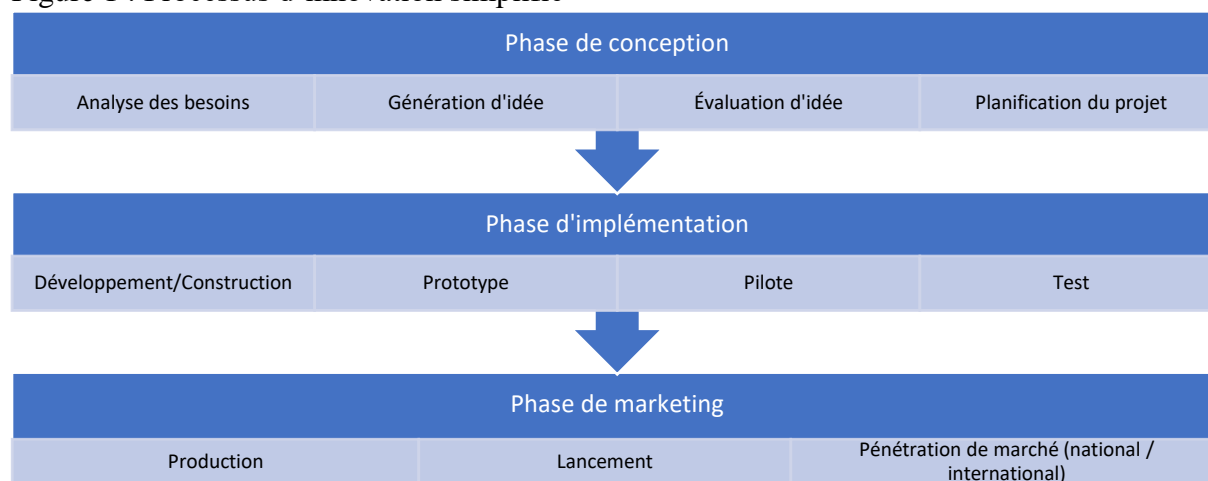 Phase de conception
Analyse des besoins
Génération d'idée
Évaluation d'idée
Planification du projet
Phase d'implémentation
Développement/Construction
Prototype
Pilote
Test
Phase de marketing
Production
Lancement
Pénétration de marché (national /
international)